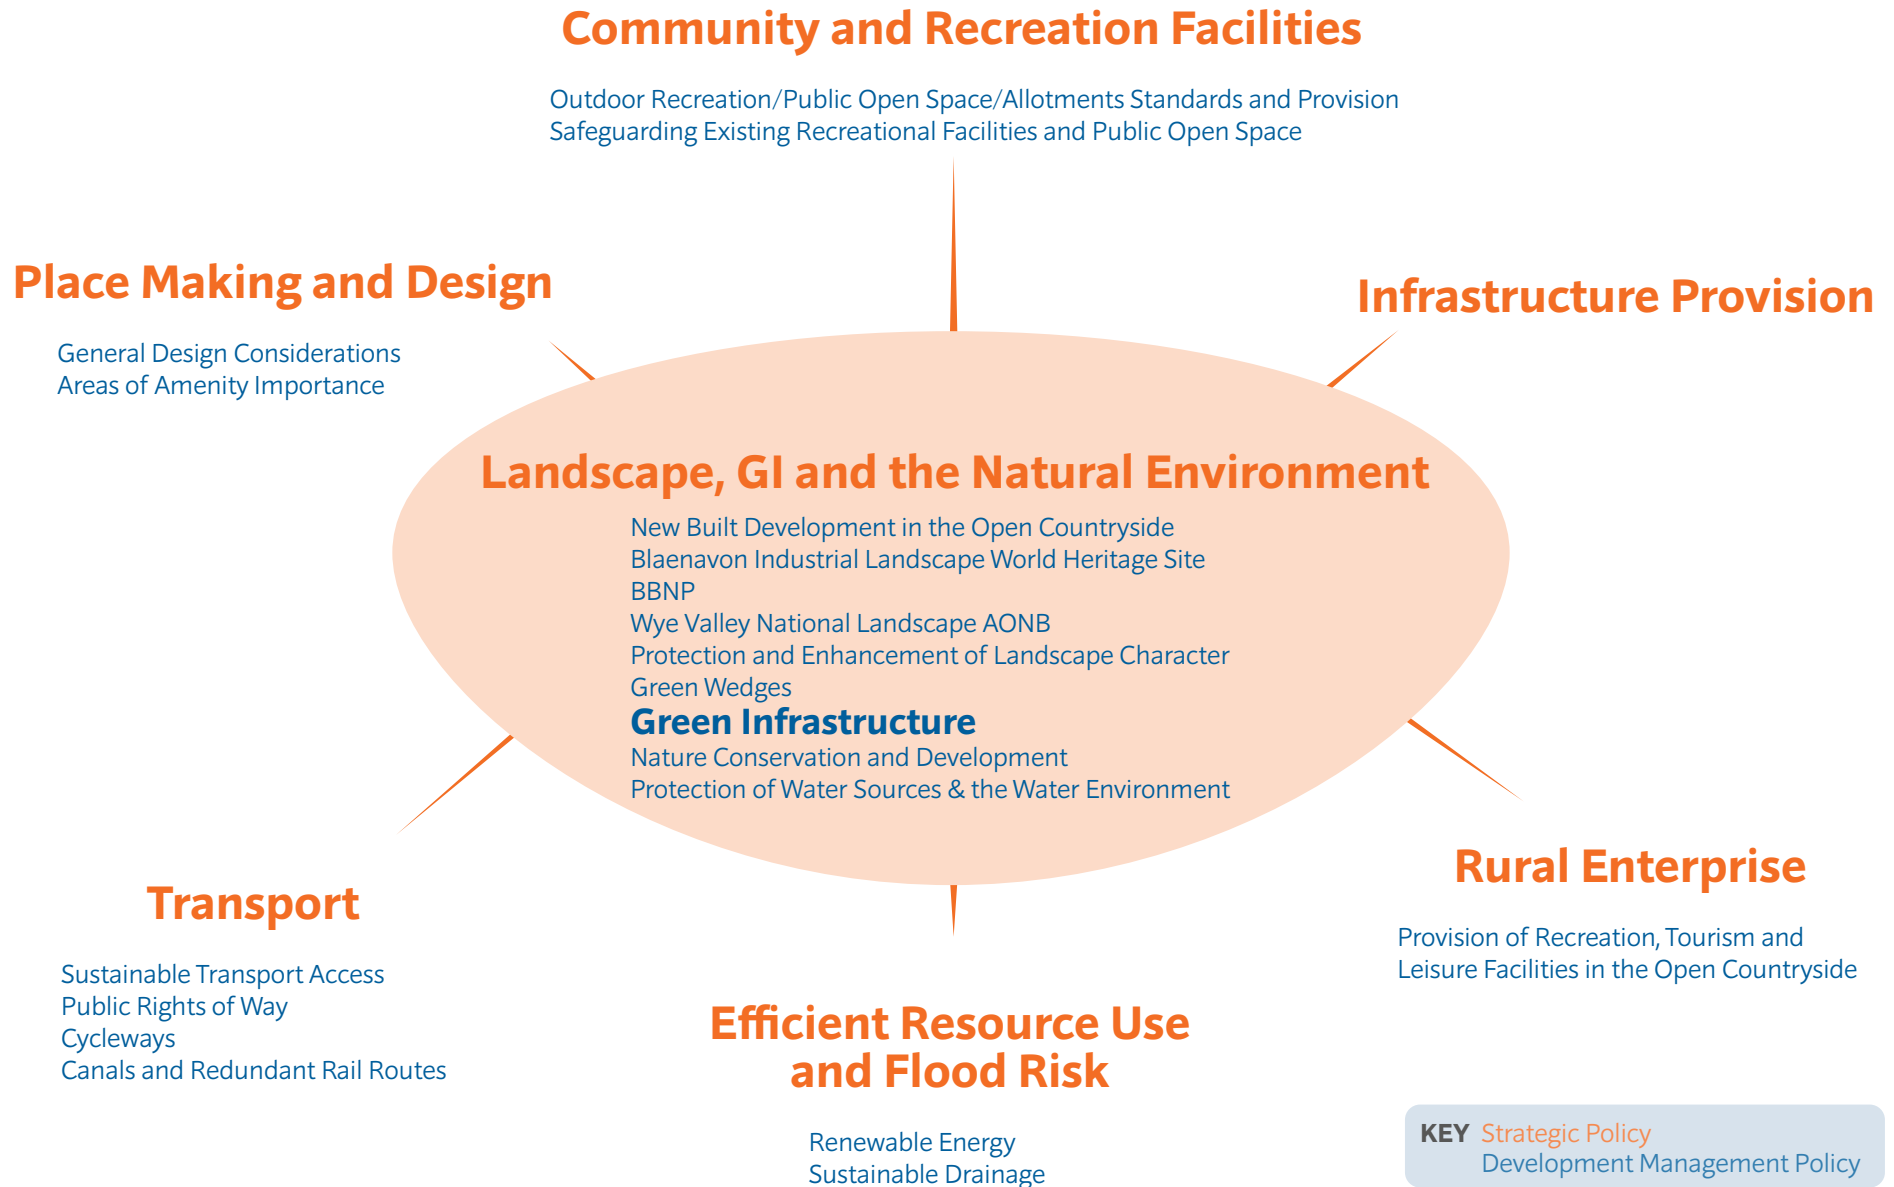 Community and Recreation Facilities
Outdoor Recreation/Public Open Space/Allotments Standards and Provision
Safeguarding Existing Recreational Facilities and Public Open Space
Place Making and Design
General Design Considerations
Areas of Amenity Importance
Infrastructure Provision
Landscape, GI and the Natural Environment
New Built Development in the Open Countryside
Blaenavon Industrial Landscape World Heritage Site
BBNP
Wye Valley National Landscape AONB
Protection and Enhancement of Landscape Character
Green Wedges
Green Infrastructure
Nature Conservation and Development
Protection of Water Sources & the Water Environment
Transport
Sustainable Transport Access
Public Rights of Way
Cycleways
Canals and Redundant Rail Routes
Efficient Resource Use
and Flood Risk
Renewable Energy
Sustainable Drainage
Rural Enterprise
Provision of Recreation, Tourism and
Leisure Facilities in the Open Countryside
KEY Strategic Policy
Development Management Policy